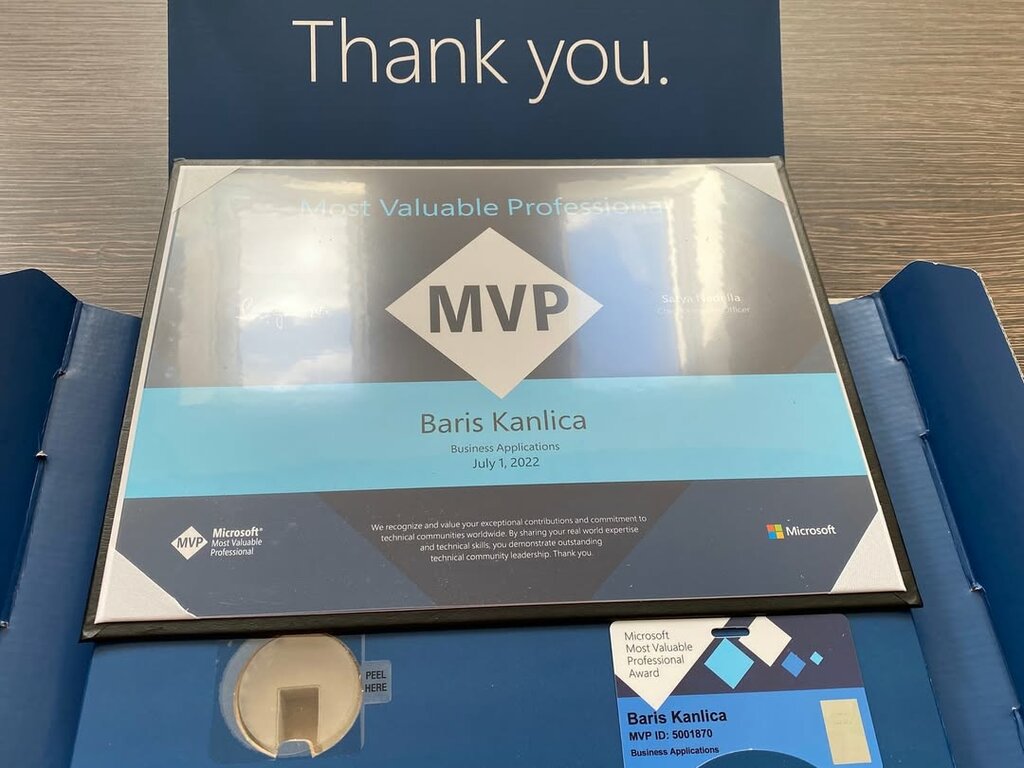 Thank you.
Most Valuable Professional
MVP
Satya Nadella
Chief Executive Officer
Baris Kanlica
Business Applications
July 1, 2022
We recognize and value your exceptional contributions and commitment to
technical communities worldwide. By sharing your real world expertise
and technical skills, you demonstrate outstanding
technical community leadership. Thank you.
MVP
Microsoft®
Most Valuable
Professional
Microsoft
PEEL
HERE
Microsoft
Most Valuable
Professional
Award
Baris Kanlica
MVP ID: 5001870
Business Applications